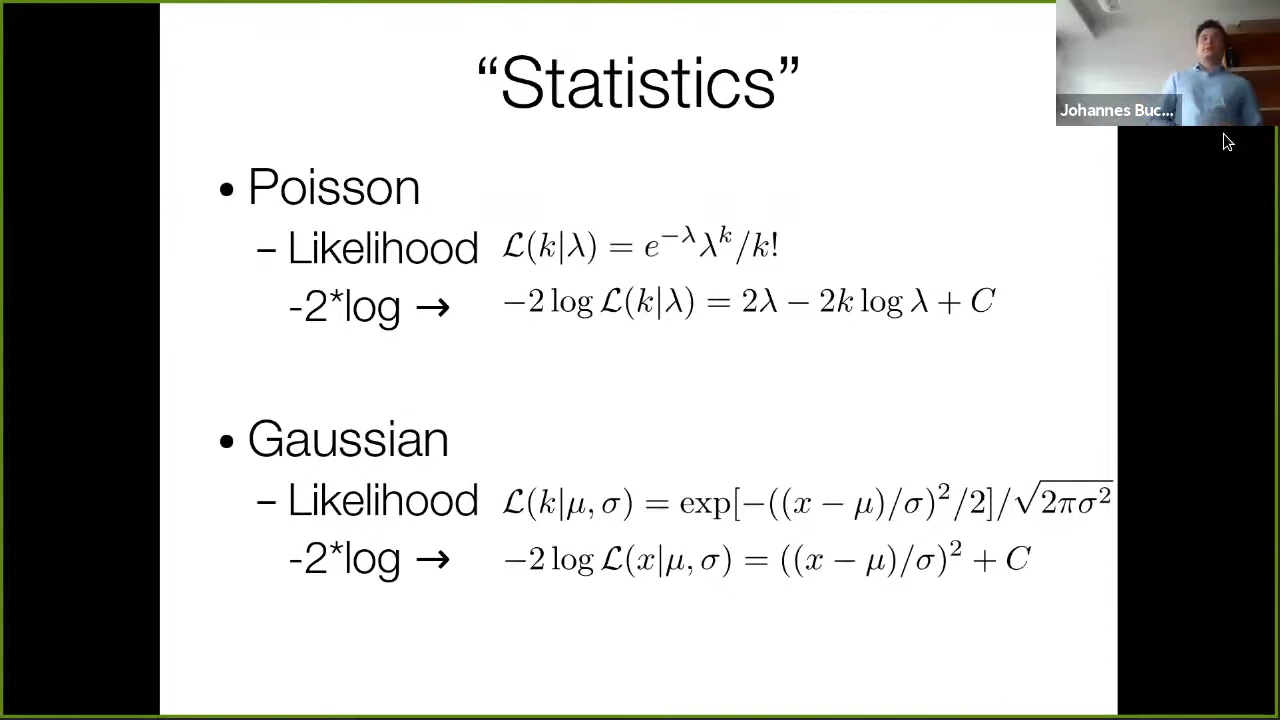 “Statistics”
Johannes Buc...
• Poisson
– Likelihood ℒ(k|λ) = e^{−λ}λ^k/k!
-2*log → −2 log ℒ(k|λ) = 2λ − 2k log λ + C
• Gaussian
– Likelihood ℒ(k|μ, σ) = exp[−((x − μ)/σ)²/2]/√(2πσ²)
-2*log → −2 log ℒ(x|μ, σ) = ((x − μ)/σ)² + C